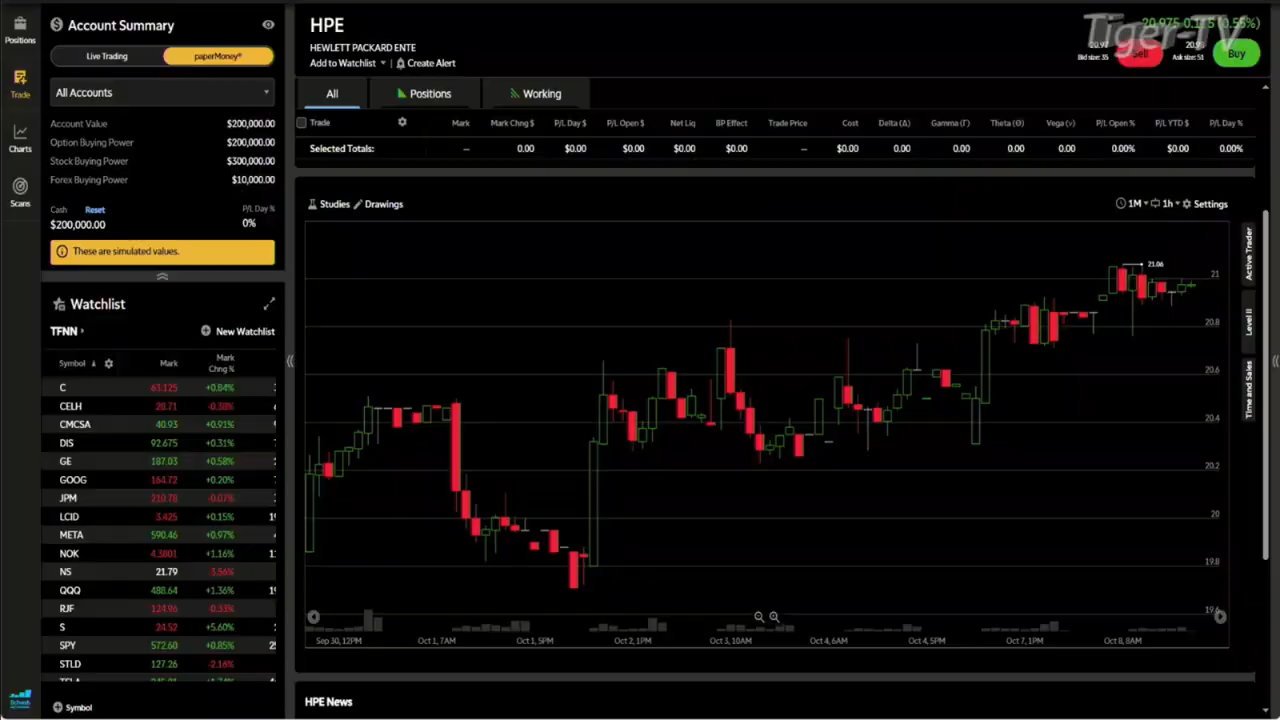 Positions
Trade
Charts
Scans
Account Summary
Live Trading
paperMoney®
All Accounts
Account Value $200,000.00
Option Buying Power $200,000.00
Stock Buying Power $300,000.00
Forex Buying Power $10,000.00
Cash Reset P/L Day %
$200,000.00 0%
These are simulated values.
Watchlist
TFNN New Watchlist
Symbol Mark Mark Chng %
C 63.125 +0.84%
CELH 28.71 -0.38%
CMCSA 40.93 +0.91%
DIS 92.675 +0.31%
GE 187.03 +0.58%
GOOG 164.72 +0.20%
JPM 210.78 -0.07%
LCID 3.425 +0.15%
META 590.46 +0.97%
NOK 4.3801 +1.16%
NS 21.79 -3.56%
QQQ 488.64 +1.36%
RJF 124.96 -0.33%
S 24.52 +5.60%
SPY 572.60 +0.85%
STLD 127.26 -2.16%
Symbol
HPE
HEWLETT PACKARD ENTE
Add to Watchlist Create Alert
Tiger-TV
Bid size: 35 Sell Ask size: 51 Buy
All Positions Working
Trade Mark Mark Chng $ P/L Day $ P/L Open $ Net Liq BP Effect Trade Price Cost Delta (Δ) Gamma (Γ) Theta (Θ) Vega (ν) P/L Open % P/L YTD $ P/L Day %
Selected Totals: -- 0.00 $0.00 $0.00 $0.00 $0.00 -- $0.00 0.00 0.00 0.00 0.00 0.00% $0.00 0.00%
Studies Drawings 1M 1h Settings
21.06
21
20.8
20.6
20.4
20.2
20
19.8
19.6
Sep 30, 12PM Oct 1, 7AM Oct 1, 5PM Oct 2, 1PM Oct 3, 10AM Oct 4, 6AM Oct 4, 5PM Oct 7, 1PM Oct 8, 8AM
Active Trader
Level II
Time and Sales
HPE News